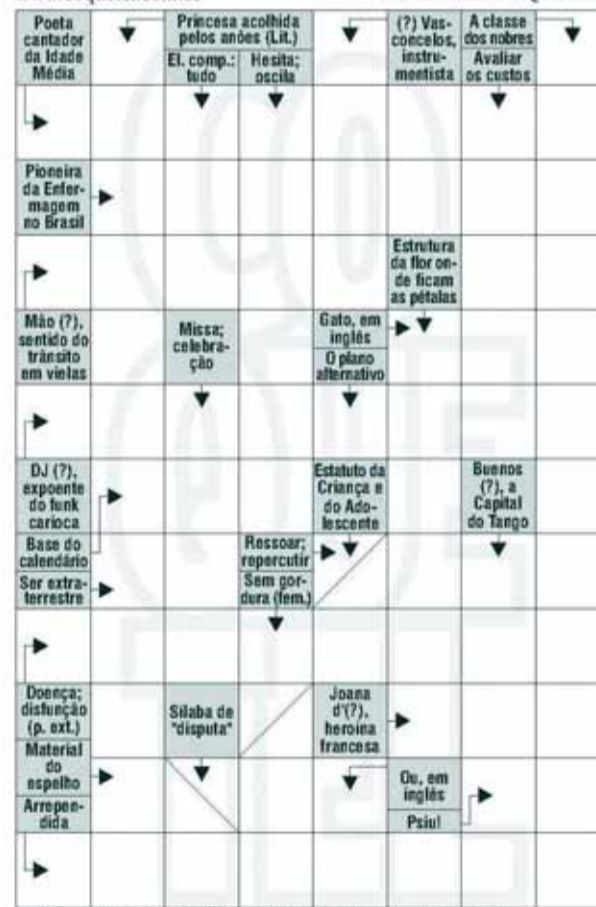 Poeta
cantador
da Idade
Média
Princesa acolhida
pelos anões (Lit.)
El. comp.:
tudo
Hesita;
oscila
(?) Vas-
concelos,
instru-
mentista
A classe
dos nobres
Avaliar
os custos
Pioneira
da Enfer-
magem
no Brasil
Estrutura
da flor on-
de ficam
as pétalas
Mão (?),
sentido do
trânsito
em vielas
Missa;
celebra-
ção
Gato, em
inglês
O plano
alternativo
DJ (?),
expoente
do funk
carioca
Base do
calendário
Ser extra-
terrestre
Estatuto da
Criança e
do Ado-
lescente
Buenos
(?), a
Capital
do Tango
Ressoar;
repercutir
Sem gor-
dura (fem.)
Doença;
disfunção
(p. ext.)
Material
do
espelho
Arrepen-
dida
Sílaba de
"disputa"
Joana
d'(?),
heroína
francesa
Ou, em
inglês
Psiu!